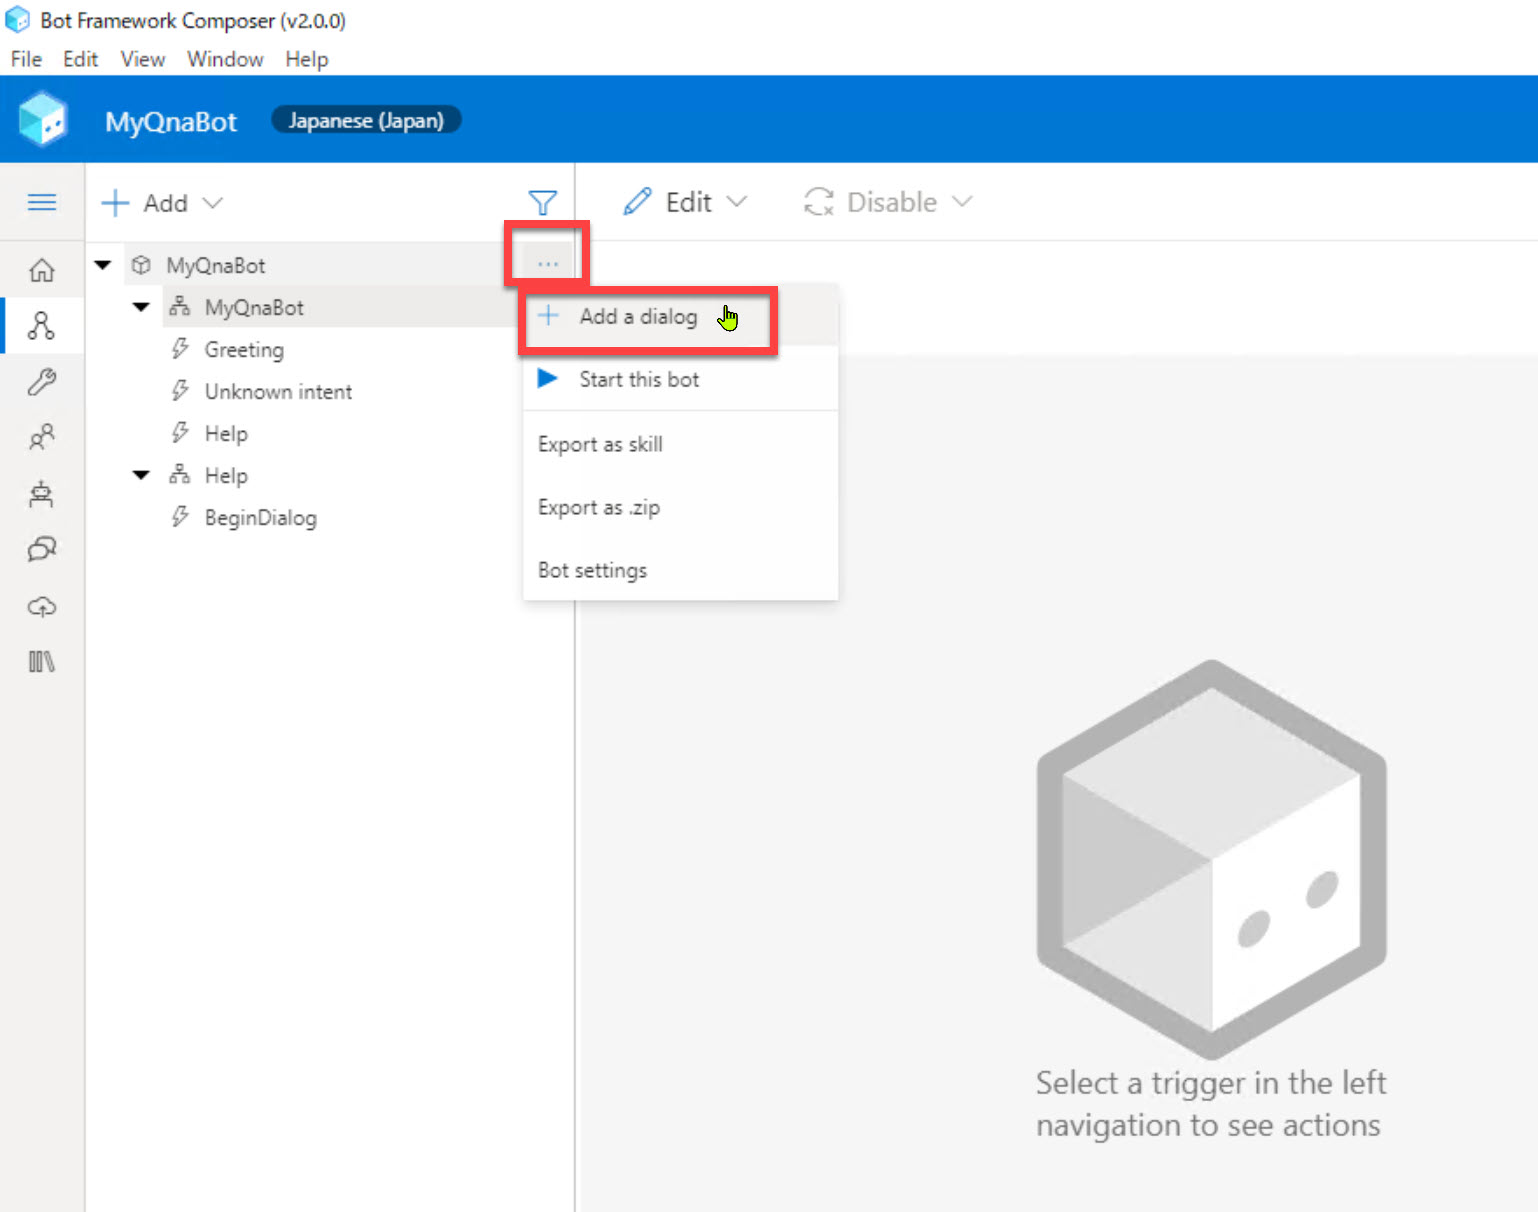 Bot Framework Composer (v2.0.0)
File Edit View Window Help
MyQnaBot Japanese (Japan)
Add
Edit Disable
MyQnaBot ...
MyQnaBot
Greeting
Unknown intent
Help
Help
BeginDialog
Add a dialog
Start this bot
Export as skill
Export as .zip
Bot settings
Select a trigger in the left
navigation to see actions